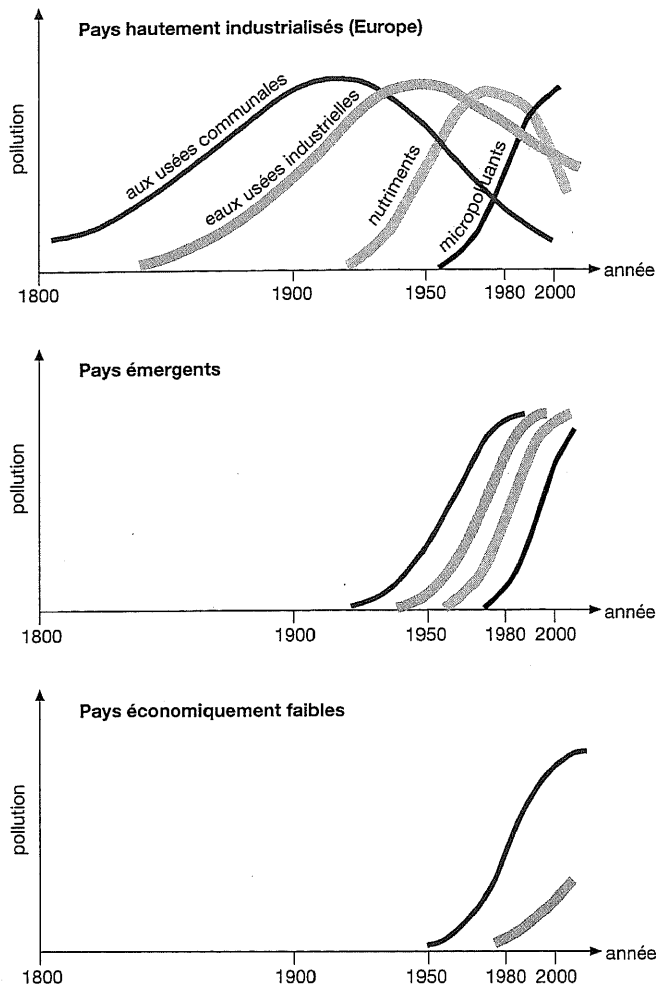 Pays hautement industrialisés (Europe)
pollution
aux usées communales
eaux usées industrielles
nutriments
micropolluants
année
1800 1900 1950 1980 2000
Pays émergents
pollution
année
1800 1900 1950 1980 2000
Pays économiquement faibles
pollution
année
1800 1900 1950 1980 2000